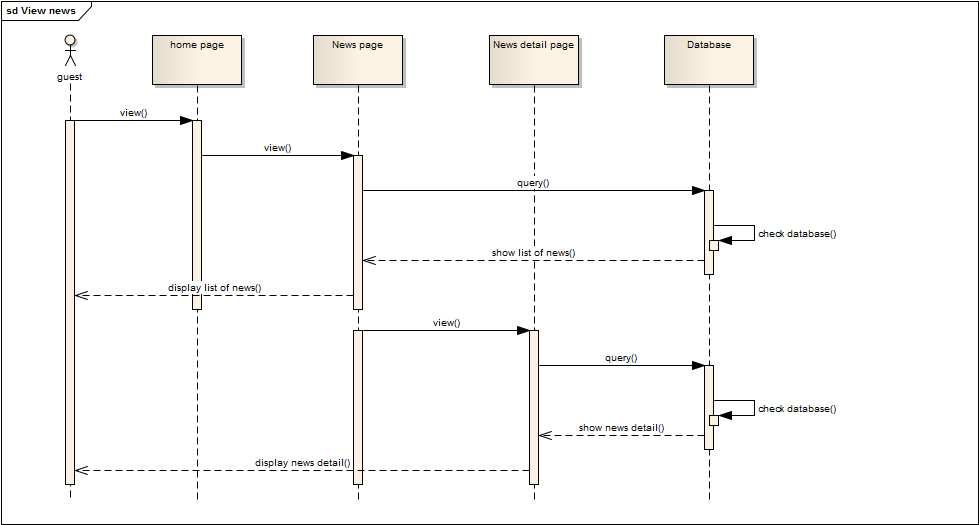 sd View news
guest
home page
News page
News detail page
Database
view()
view()
query()
check database()
show list of news()
display list of news()
view()
query()
check database()
show news detail()
display news detail()